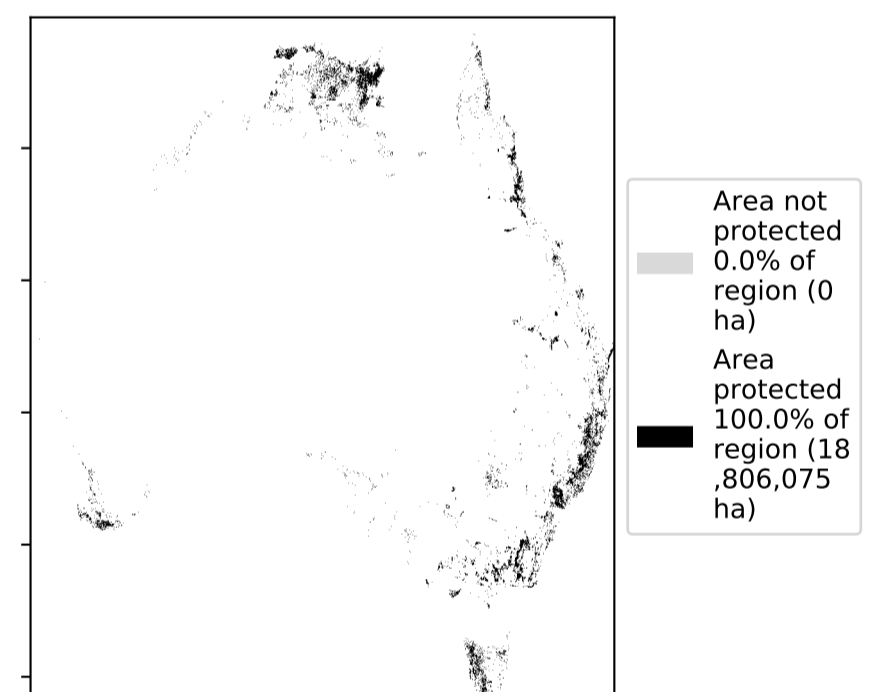 Area not
protected
0.0% of
region (0
ha)
Area
protected
100.0% of
region (18
,806,075
ha)